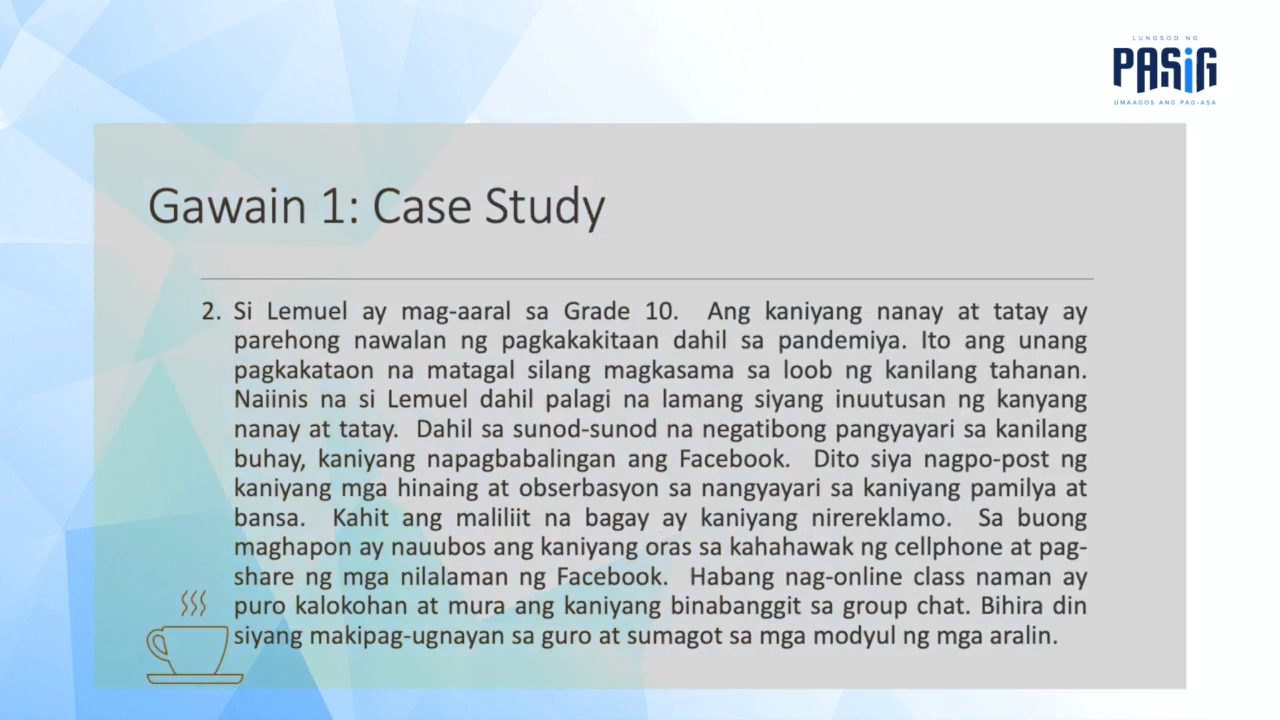 LUNGSOD NG
PASiG
UMAAGOS ANG PAG-ASA
Gawain 1: Case Study
2. Si Lemuel ay mag-aaral sa Grade 10. Ang kaniyang nanay at tatay ay
parehong nawalan ng pagkakakitaan dahil sa pandemiya. Ito ang unang
pagkakataon na matagal silang magkasama sa loob ng kanilang tahanan.
Naiinis na si Lemuel dahil palagi na lamang siyang inuutusan ng kanyang
nanay at tatay. Dahil sa sunod-sunod na negatibong pangyayari sa kanilang
buhay, kaniyang napagbabalingan ang Facebook. Dito siya nagpo-post ng
kaniyang mga hinaing at obserbasyon sa nangyayari sa kaniyang pamilya at
bansa. Kahit ang maliliit na bagay ay kaniyang nirereklamo. Sa buong
maghapon ay nauubos ang kaniyang oras sa kahahawak ng cellphone at pag-
share ng mga nilalaman ng Facebook. Habang nag-online class naman ay
puro kalokohan at mura ang kaniyang binabanggit sa group chat. Bihira din
siyang makipag-ugnayan sa guro at sumagot sa mga modyul ng mga aralin.